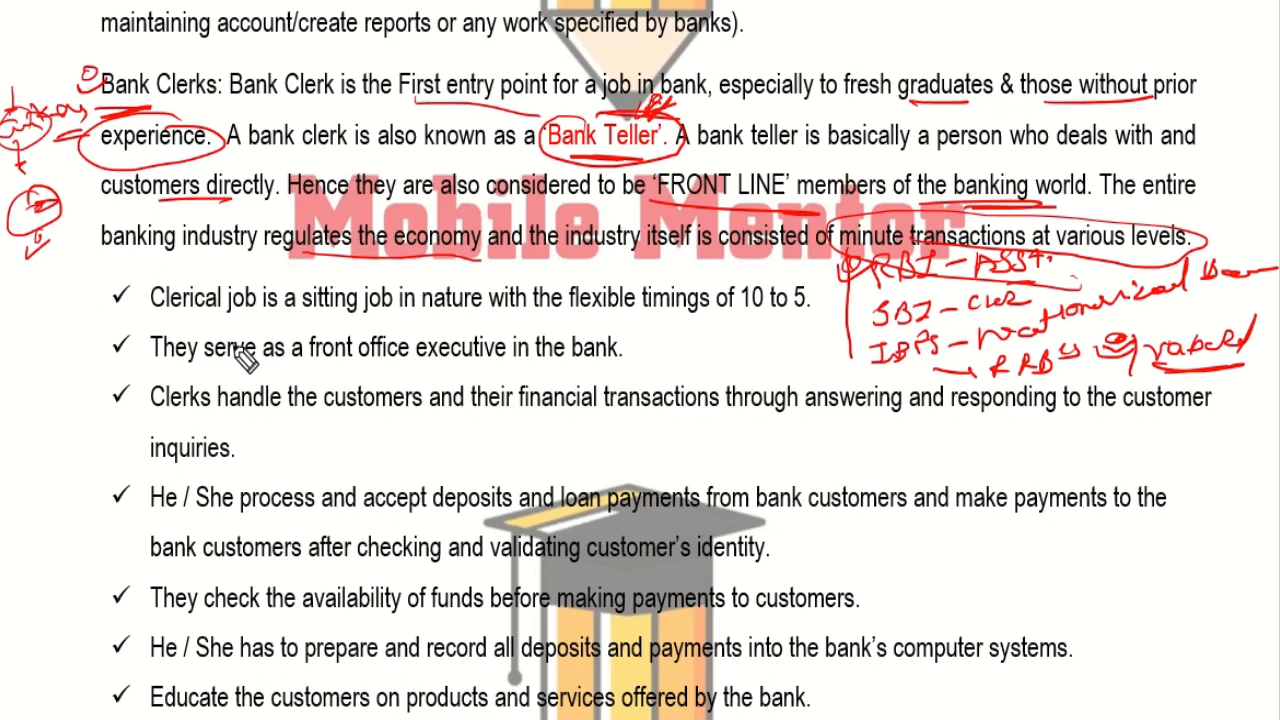 maintaining account/create reports or any work specified by banks).
Bank Clerks: Bank Clerk is the First entry point for a job in bank, especially to fresh graduates & those without prior
experience. A bank clerk is also known as a 'Bank Teller'. A bank teller is basically a person who deals with and
customers directly. Hence they are also considered to be 'FRONT LINE' members of the banking world. The entire
Mobile Mentor
banking industry regulates the economy and the industry itself is consisted of minute transactions at various levels.
RBI - ASST.
✓ Clerical job is a sitting job in nature with the flexible timings of 10 to 5.
SBI -
IBPS -
→ RRB
✓ They serve as a front office executive in the bank.
✓ Clerks handle the customers and their financial transactions through answering and responding to the customer
inquiries.
✓ He / She process and accept deposits and loan payments from bank customers and make payments to the
bank customers after checking and validating customer's identity.
✓ They check the availability of funds before making payments to customers.
✓ He / She has to prepare and record all deposits and payments into the bank's computer systems.
✓ Educate the customers on products and services offered by the bank.